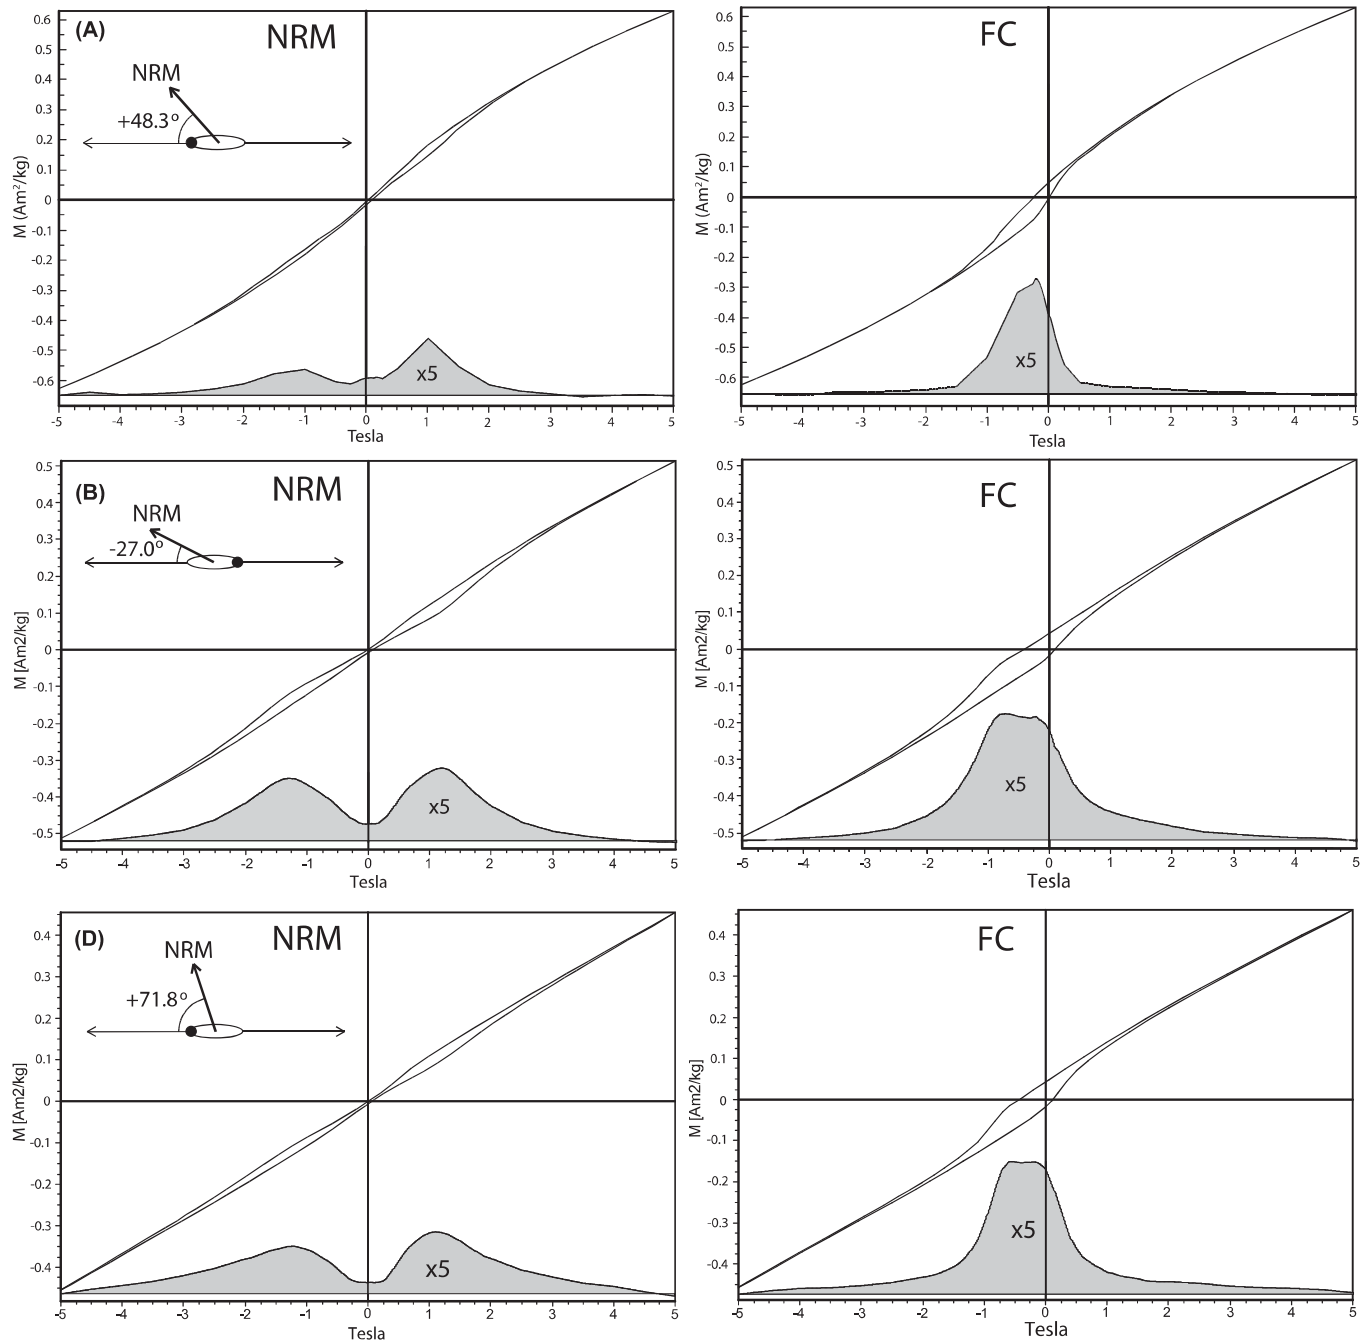 (A)
NRM
NRM
+48.3°
M (Am²/kg)
0.6
0.5
0.4
0.3
0.2
0.1
0
-0.1
-0.2
-0.3
-0.4
-0.5
-0.6
x5
-5 -4 -3 -2 -1 0 1 2 3 4 5
Tesla
FC
M (Am²/kg)
0.6
0.5
0.4
0.3
0.2
0.1
0
-0.1
-0.2
-0.3
-0.4
-0.5
-0.6
x5
-5 -4 -3 -2 -1 0 1 2 3 4 5
Tesla
(B)
NRM
NRM
-27.0°
M [Am2/kg]
0.5
0.4
0.3
0.2
0.1
0
-0.1
-0.2
-0.3
-0.4
-0.5
x5
-5 -4 -3 -2 -1 0 1 2 3 4 5
Tesla
FC
M [Am2/kg]
0.5
0.4
0.3
0.2
0.1
0
-0.1
-0.2
-0.3
-0.4
-0.5
x5
-5 -4 -3 -2 -1 0 1 2 3 4 5
Tesla
(D)
NRM
NRM
+71.8°
M [Am2/kg]
0.4
0.3
0.2
0.1
0
-0.1
-0.2
-0.3
-0.4
x5
-5 -4 -3 -2 -1 0 1 2 3 4 5
Tesla
FC
M [Am2/kg]
0.4
0.3
0.2
0.1
0
-0.1
-0.2
-0.3
-0.4
x5
-5 -4 -3 -2 -1 0 1 2 3 4 5
Tesla